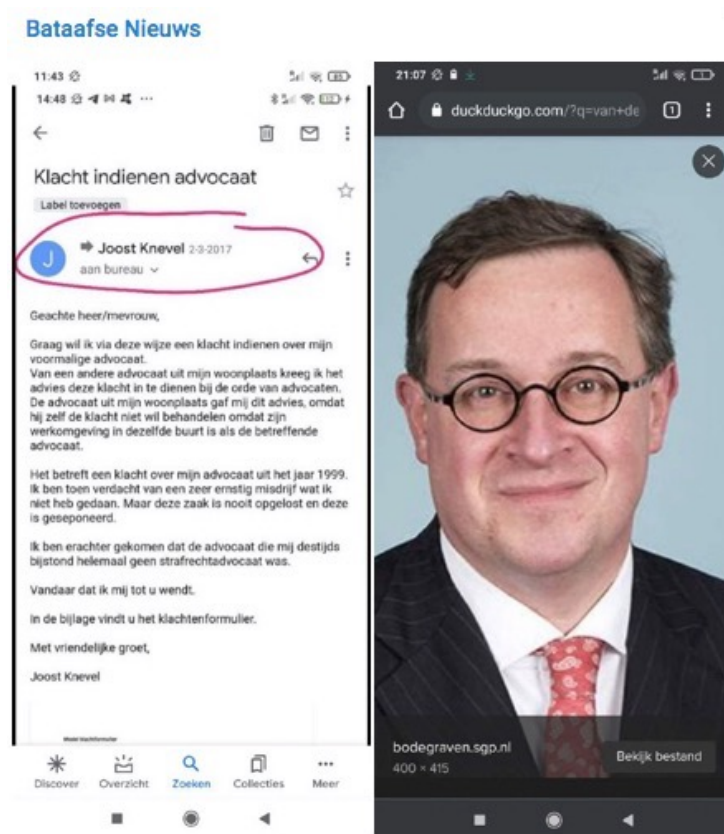 Bataafse Nieuws
11:43
14:48
Klacht indienen advocaat
Label toevoegen
J
Joost Knevel 2-3-2017
aan bureau
Geachte heer/mevrouw,
Graag wil ik via deze wijze een klacht indienen over mijn
voormalige advocaat.
Van een andere advocaat uit mijn woonplaats kreeg ik het
advies deze klacht in te dienen bij de orde van advocaten.
De advocaat uit mijn woonplaats gaf mij dit advies, omdat
hij zelf de klacht niet wil behandelen omdat zijn
werkomgeving in dezelfde buurt is als de betreffende
advocaat.
Het betreft een klacht over mijn advocaat uit het jaar 1999.
Ik ben toen verdacht van een zeer ernstig misdrijf wat ik
niet heb gedaan. Maar deze zaak is nooit opgelost en deze
is geseponeerd.
Ik ben erachter gekomen dat de advocaat die mij destijds
bijstond helemaal geen strafrechtadvocaat was.
Vandaar dat ik mij tot u wendt.
In de bijlage vindt u het klachtenformulier.
Met vriendelijke groet,
Joost Knevel
Model klachtformulier
Discover Overzicht Zoeken Collecties Meer
21:07
duckduckgo.com/?q=van+de
1
bodegraven.sgp.nl
400 × 415
Bekijk bestand